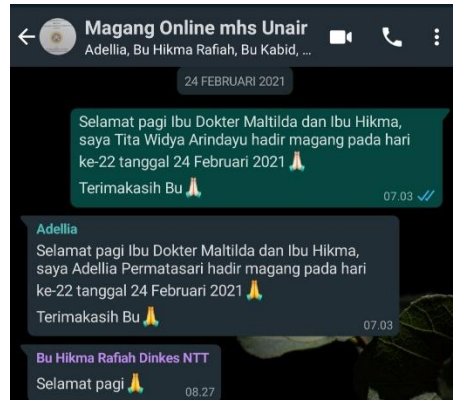 Magang Online mhs Unair
Adellia, Bu Hikma Rafiah, Bu Kabid, ...
24 FEBRUARI 2021
Selamat pagi Ibu Dokter Maltilda dan Ibu Hikma,
saya Tita Widya Arindayu hadir magang pada hari
ke-22 tanggal 24 Februari 2021 🙏🏻
Terimakasih Bu 🙏🏻
07.03
Adellia
Selamat pagi Ibu Dokter Maltilda dan Ibu Hikma,
saya Adellia Permatasari hadir magang pada hari
ke-22 tanggal 24 Februari 2021 🙏
Terimakasih Bu 🙏
07.03
Bu Hikma Rafiah Dinkes NTT
Selamat pagi 🙏
08.27